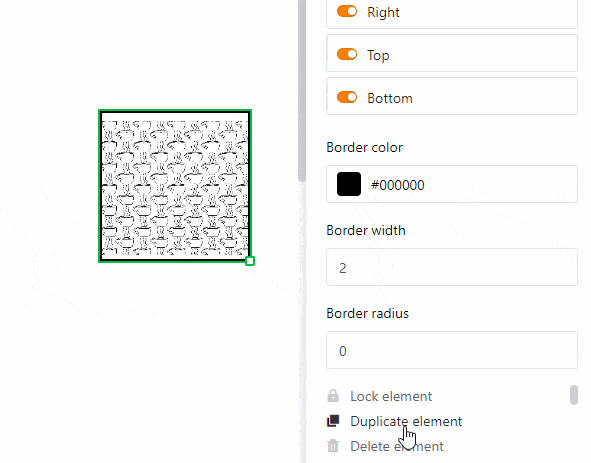 Right
Top
Bottom
Border color
#000000
Border width
2
Border radius
0
Lock element
Duplicate element
Delete element